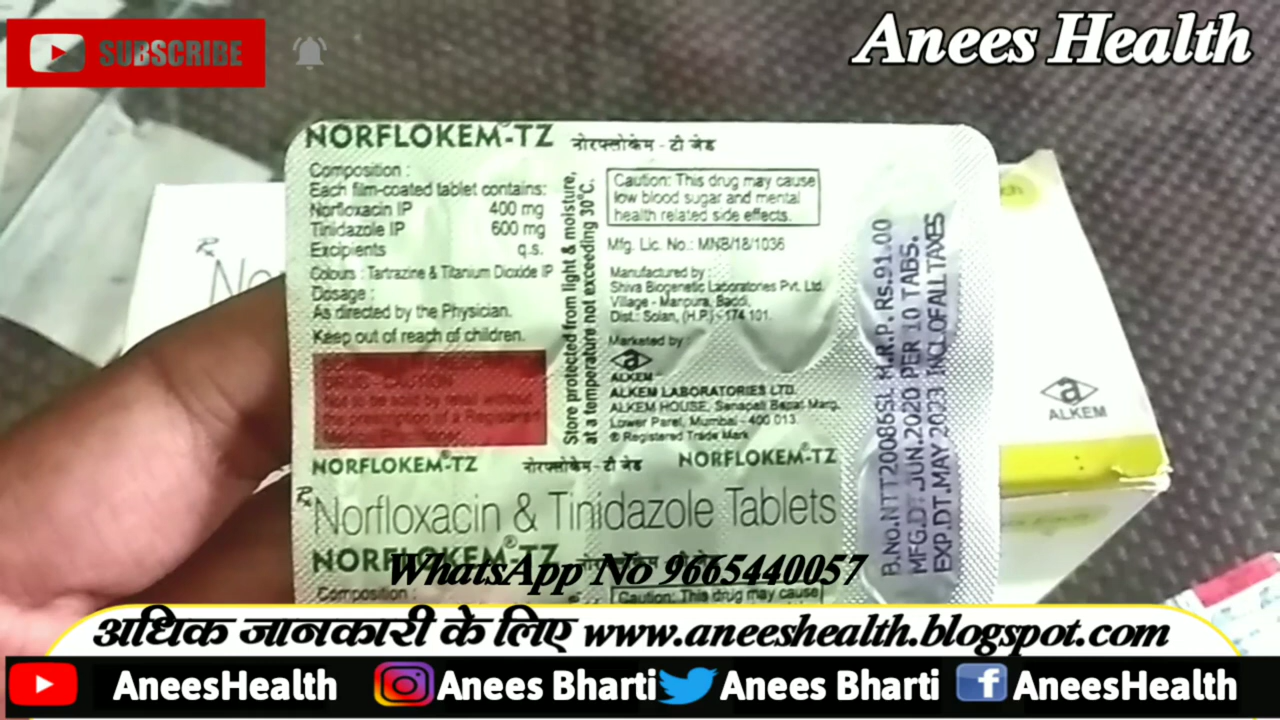 SUBSCRIBE
Anees Health
NORFLOKEM®-TZ नोरफ्लोकेम - टी जेड
Composition :
Each film-coated tablet contains:
Norfloxacin IP 400 mg
Tinidazole IP 600 mg
Excipients q.s.
Colours : Tartrazine & Titanium Dioxide IP
Dosage :
As directed by the Physician.
Keep out of reach of children.
Store protected from light & moisture,
at a temperature not exceeding 30°C.
Caution: This drug may cause
low blood sugar and mental
health related side effects.
Mfg. Lic. No.: MNB/18/1036
Manufactured by :
Shiva Biogenetic Laboratories Pvt. Ltd.
Village - Manpura, Baddi,
Dist.: Solan, (H.P.) - 174 101.
Marketed by :
ALKEM
ALKEM LABORATORIES LTD.
ALKEM HOUSE, Senapati Bapat Marg,
Lower Parel, Mumbai - 400 013.
® Registered Trade Mark
B.No.NTT20086SL M.R.P. Rs.91.00
MFG.DT.JUN.2020 PER 10 TABS.
EXP.DT.MAY.2023 INCL.OF ALL TAXES
ALKEM
NORFLOKEM®-TZ नोरफ्लोकेम - टी जेड NORFLOKEM®-TZ
Rx
Norfloxacin & Tinidazole Tablets
NORFLOKEM®-TZ
WhatsApp No 9665440057
Composition :
Caution: This drug may cause
अधिक जानकारी के लिए www.aneeshealth.blogspot.com
AneesHealth Anees Bharti Anees Bharti AneesHealth